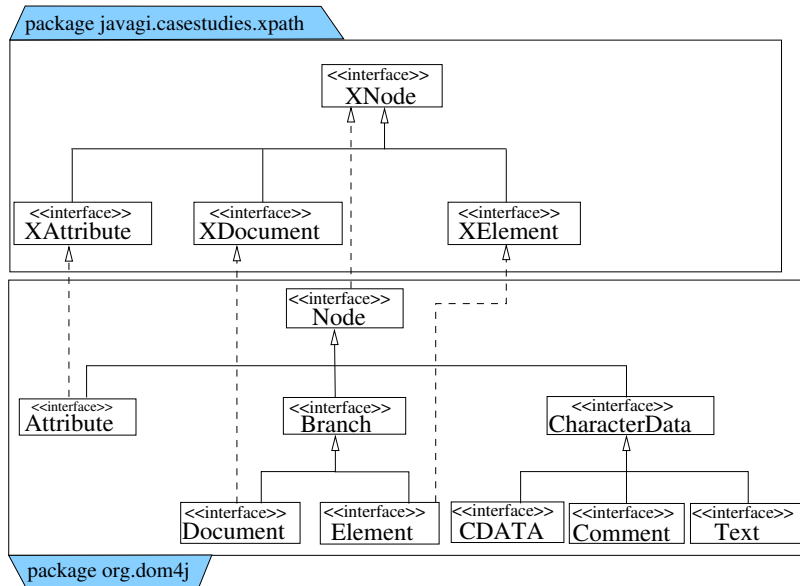 package javagi.casestudies.xpath
<<interface>>
XNode
<<interface>>
XAttribute
<<interface>>
XDocument
<<interface>>
XElement
<<interface>>
Node
<<interface>>
Attribute
<<interface>>
Branch
<<interface>>
CharacterData
<<interface>>
Document
<<interface>>
Element
<<interface>>
CDATA
<<interface>>
Comment
<<interface>>
Text
package org.dom4j